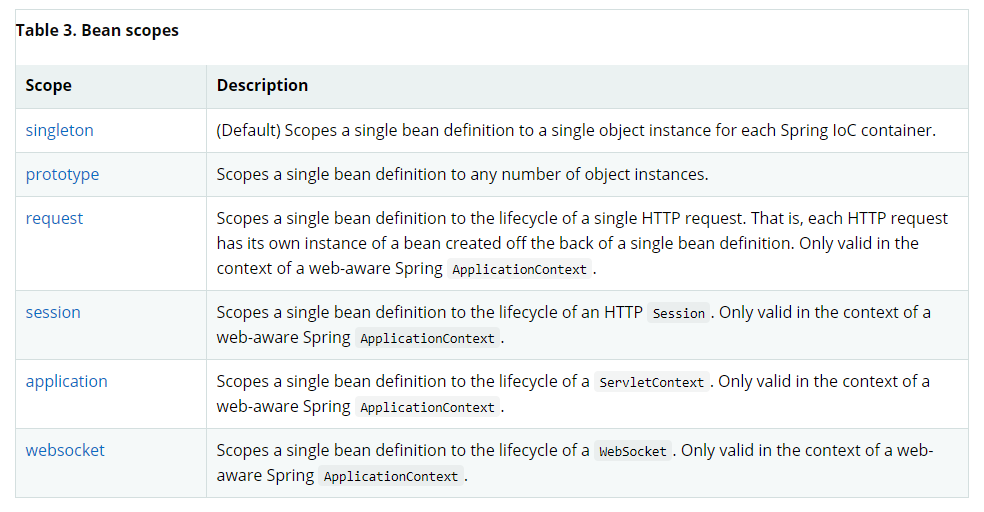 Table 3. Bean scopes
Scope Description
singleton (Default) Scopes a single bean definition to a single object instance for each Spring IoC container.
prototype Scopes a single bean definition to any number of object instances.
request Scopes a single bean definition to the lifecycle of a single HTTP request. That is, each HTTP request
has its own instance of a bean created off the back of a single bean definition. Only valid in the
context of a web-aware Spring ApplicationContext.
session Scopes a single bean definition to the lifecycle of an HTTP Session. Only valid in the context of a
web-aware Spring ApplicationContext.
application Scopes a single bean definition to the lifecycle of a ServletContext. Only valid in the context of a
web-aware Spring ApplicationContext.
websocket Scopes a single bean definition to the lifecycle of a WebSocket. Only valid in the context of a web-
aware Spring ApplicationContext.